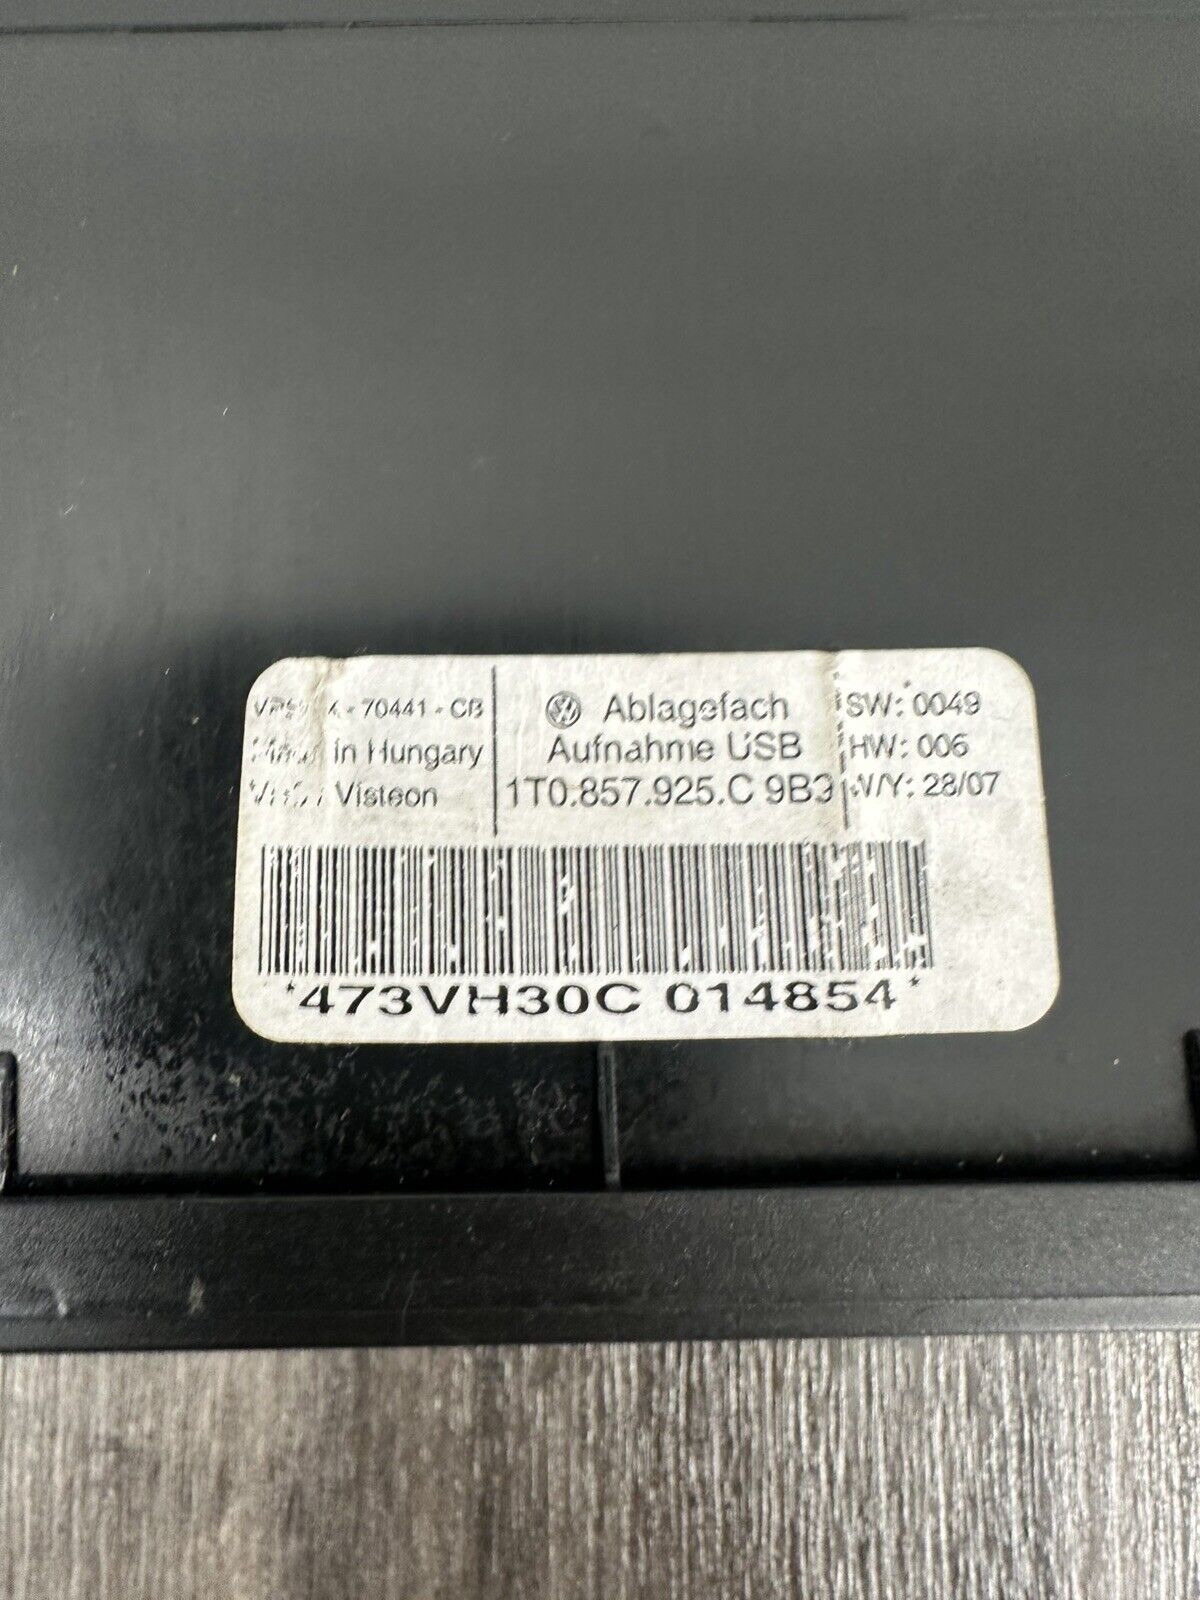 - 70441 - CB
Made in Hungary
Visteon
Ablagefach
Aufnahme USB
1T0.857.925.C 9B3
SW: 0049
HW: 006
W/Y: 28/07
*473VH30C 014854*